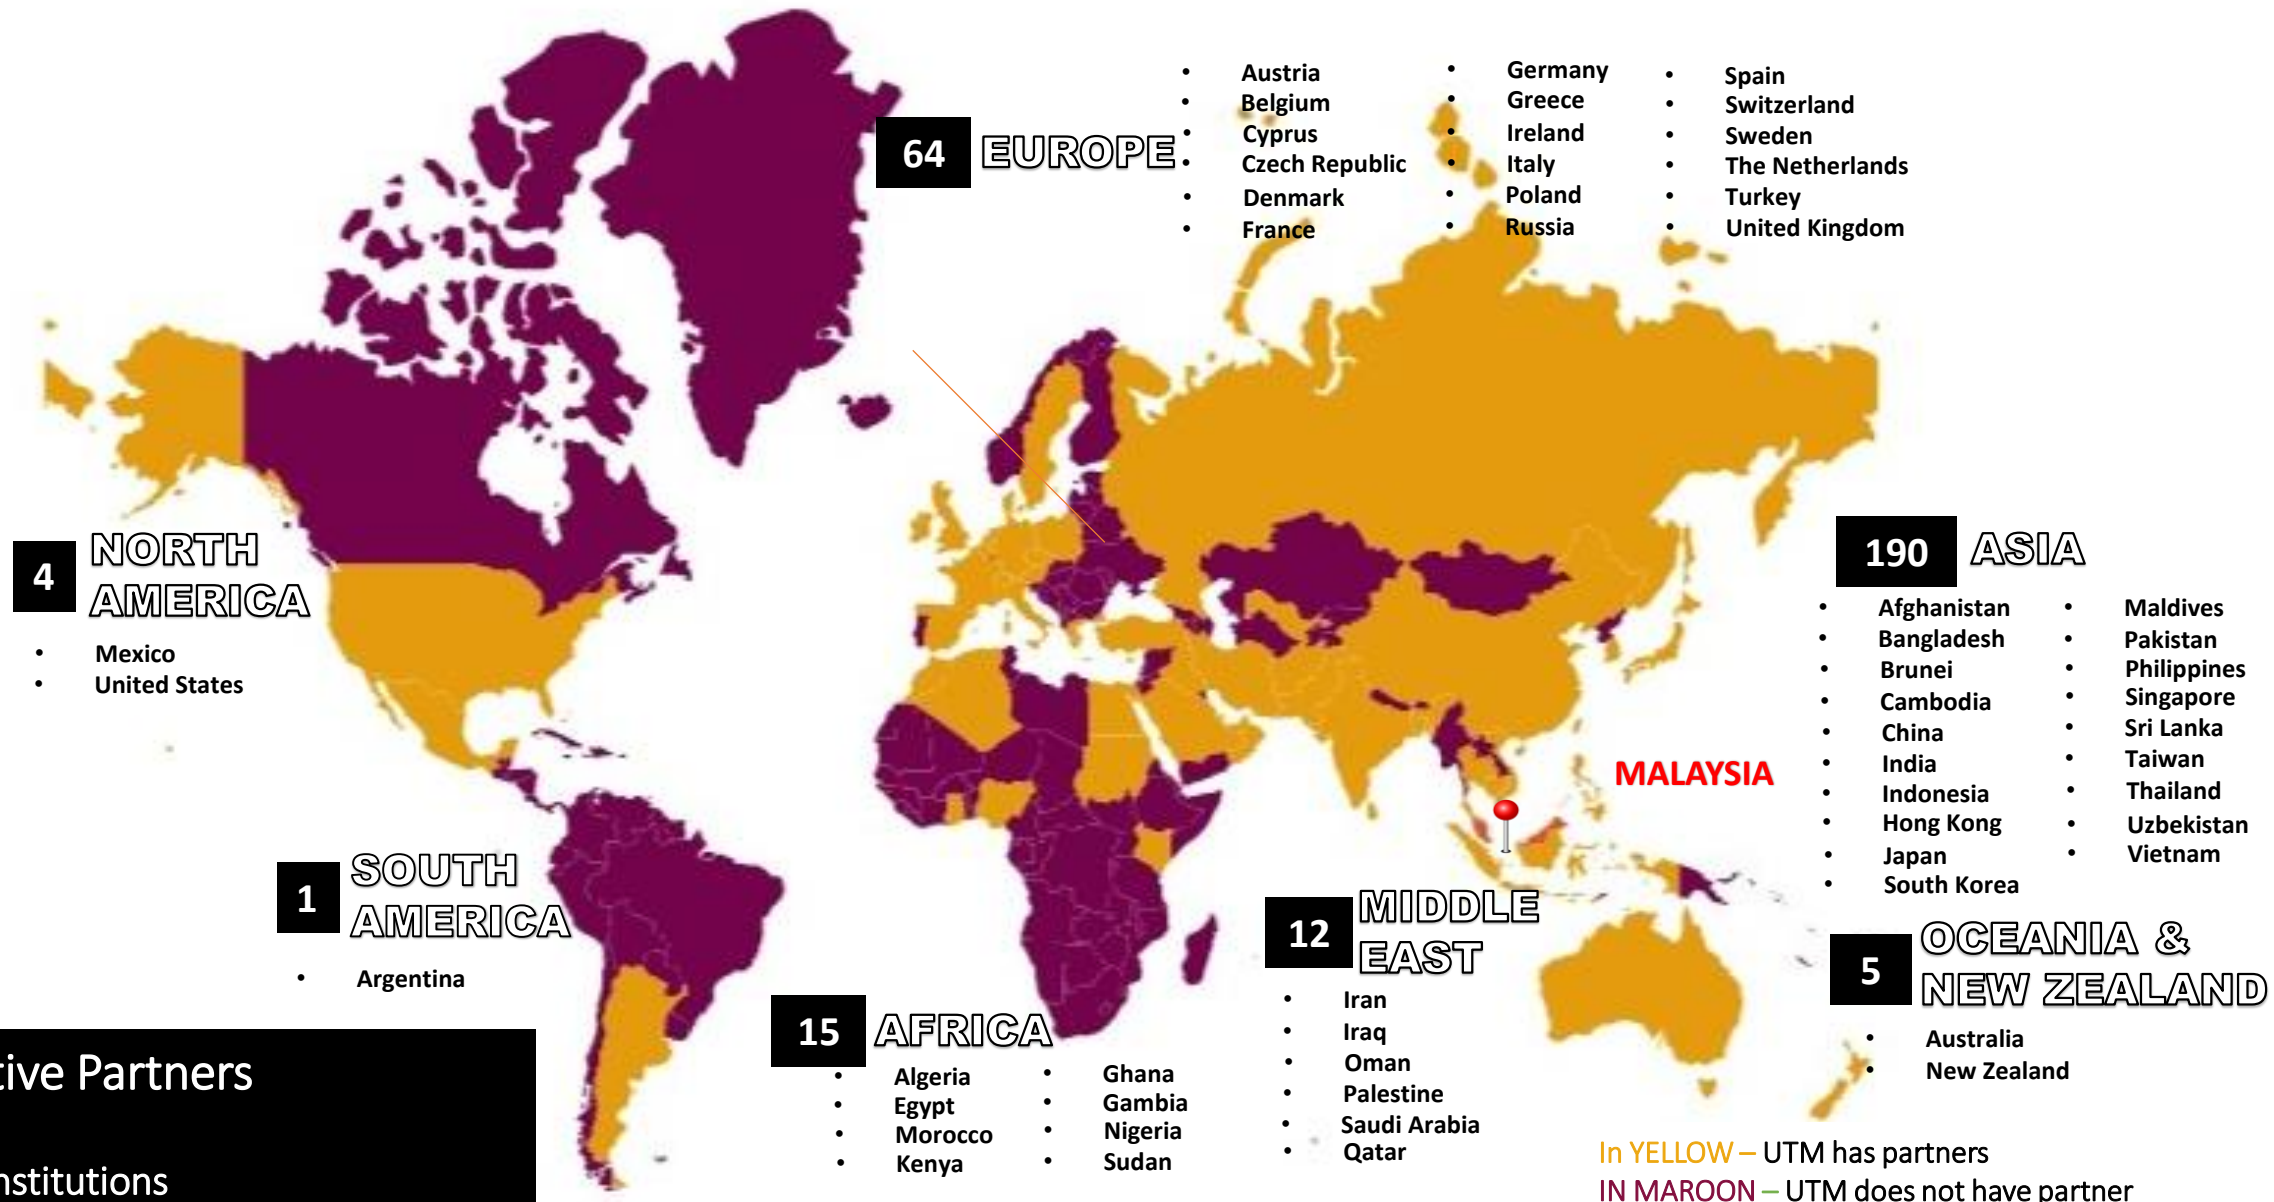 64
EUROPE
• Austria
• Belgium
• Cyprus
• Czech Republic
• Denmark
• France
• Germany
• Greece
• Ireland
• Italy
• Poland
• Russia
• Spain
• Switzerland
• Sweden
• The Netherlands
• Turkey
• United Kingdom
4
NORTH
AMERICA
• Mexico
• United States
190
ASIA
• Afghanistan
• Bangladesh
• Brunei
• Cambodia
• China
• India
• Indonesia
• Hong Kong
• Japan
• South Korea
• Maldives
• Pakistan
• Philippines
• Singapore
• Sri Lanka
• Taiwan
• Thailand
• Uzbekistan
• Vietnam
MALAYSIA
1
SOUTH
AMERICA
• Argentina
12
MIDDLE
EAST
• Iran
• Iraq
• Oman
• Palestine
• Saudi Arabia
• Qatar
5
OCEANIA &
NEW ZEALAND
• Australia
• New Zealand
15
AFRICA
• Algeria
• Egypt
• Morocco
• Kenya
• Ghana
• Gambia
• Nigeria
• Sudan
tive Partners
nstitutions
In YELLOW – UTM has partners
IN MAROON – UTM does not have partner